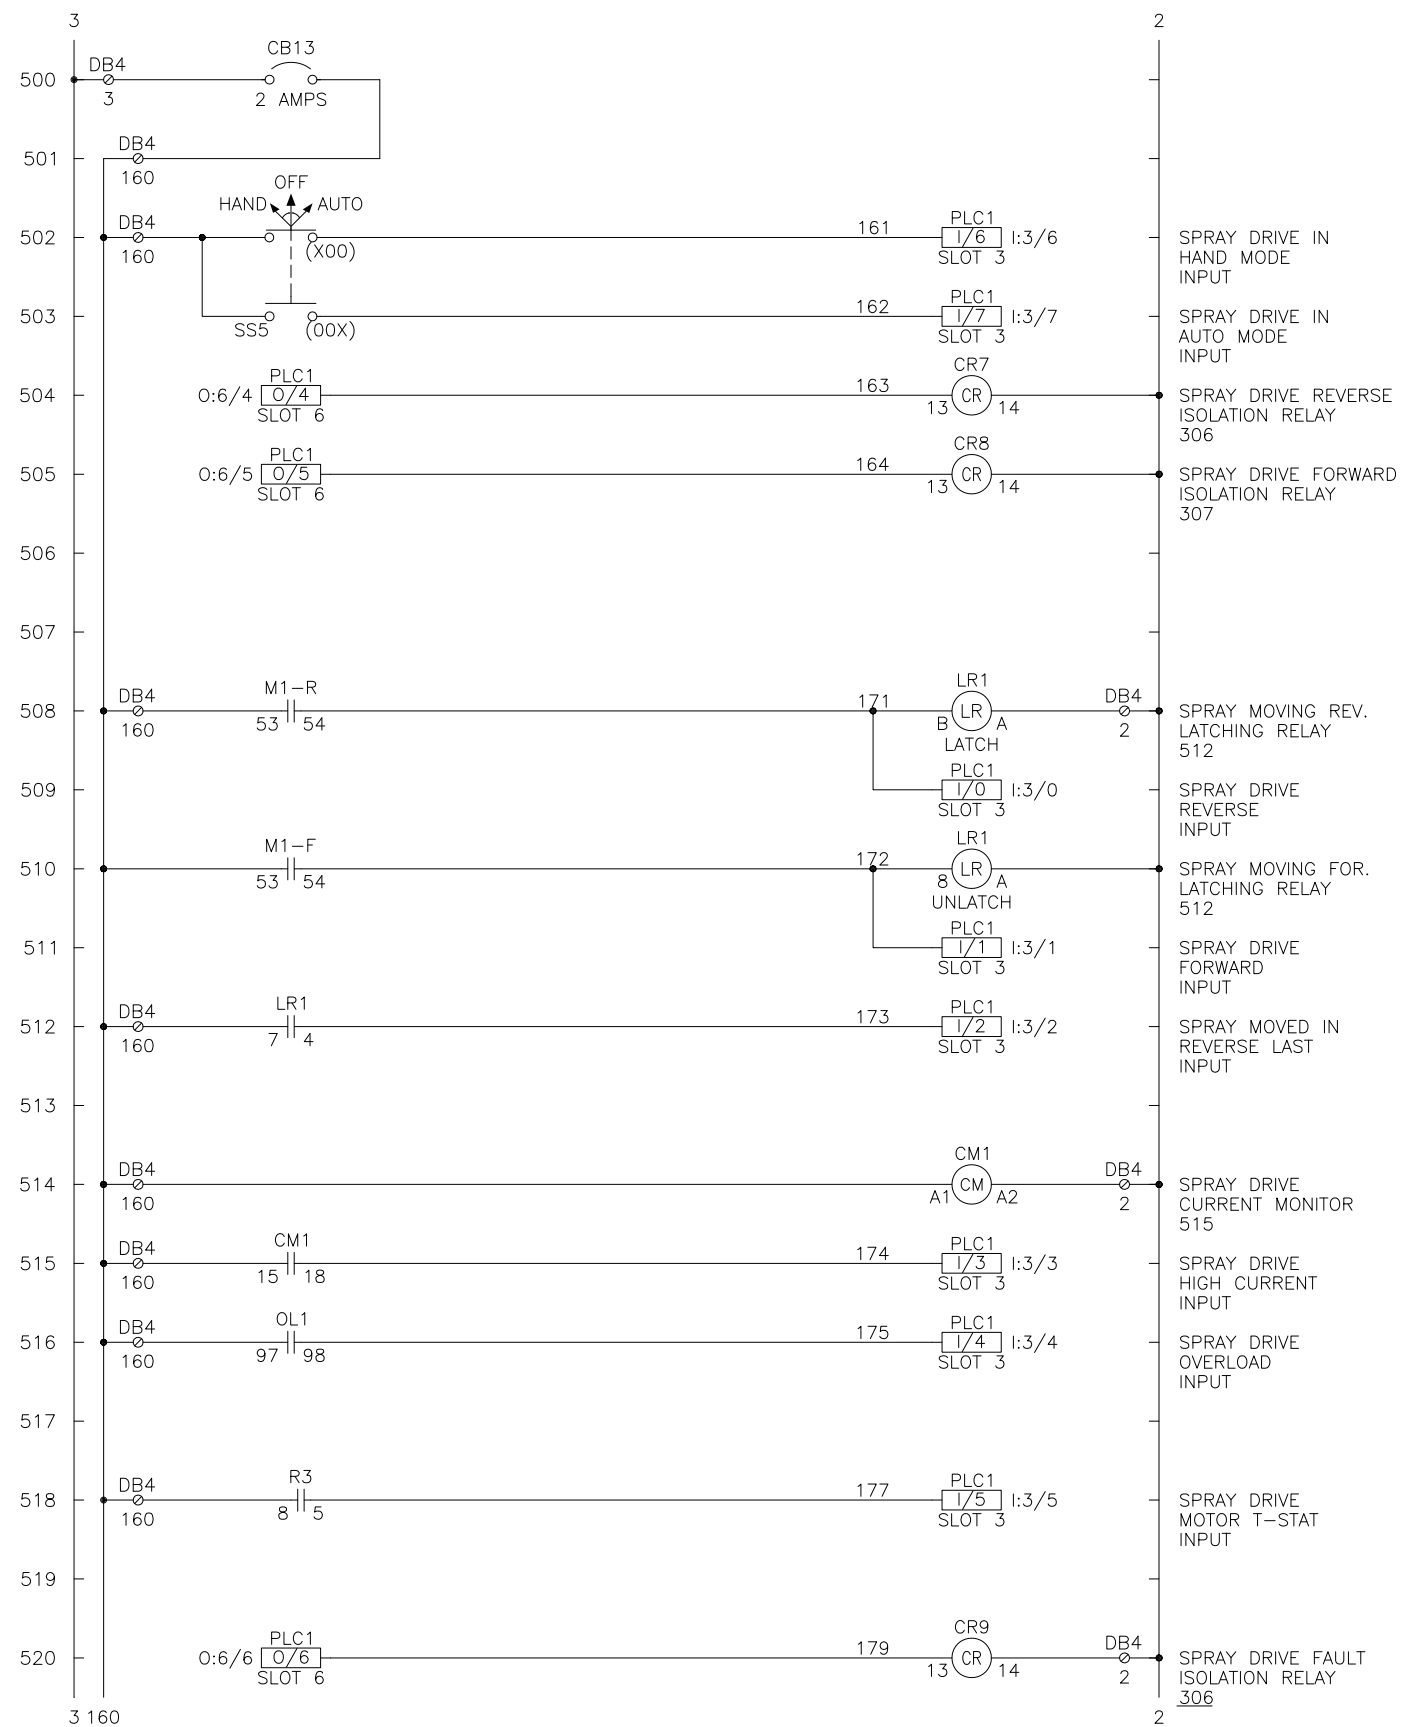 3
2
CB13
500
DB4
3
2 AMPS
501
DB4
160
OFF
HAND
AUTO
502
DB4
160
(X00)
161
PLC1
I/6
I:3/6
SLOT 3
SPRAY DRIVE IN
HAND MODE
INPUT
503
SS5
(00X)
162
PLC1
I/7
I:3/7
SLOT 3
SPRAY DRIVE IN
AUTO MODE
INPUT
504
O:6/4
PLC1
O/4
SLOT 6
163
CR7
CR
13
14
SPRAY DRIVE REVERSE
ISOLATION RELAY
306
505
O:6/5
PLC1
O/5
SLOT 6
164
CR8
CR
13
14
SPRAY DRIVE FORWARD
ISOLATION RELAY
307
506
507
508
DB4
160
M1-R
53
54
171
LR1
LR
B
A
LATCH
DB4
2
SPRAY MOVING REV.
LATCHING RELAY
512
509
PLC1
I/0
I:3/0
SLOT 3
SPRAY DRIVE
REVERSE
INPUT
510
M1-F
53
54
172
LR1
LR
8
A
UNLATCH
SPRAY MOVING FOR.
LATCHING RELAY
512
511
PLC1
I/1
I:3/1
SLOT 3
SPRAY DRIVE
FORWARD
INPUT
512
DB4
160
LR1
7
4
173
PLC1
I/2
I:3/2
SLOT 3
SPRAY MOVED IN
REVERSE LAST
INPUT
513
514
DB4
160
CM1
CM
A1
A2
DB4
2
SPRAY DRIVE
CURRENT MONITOR
515
515
DB4
160
CM1
15
18
174
PLC1
I/3
I:3/3
SLOT 3
SPRAY DRIVE
HIGH CURRENT
INPUT
516
DB4
160
OL1
97
98
175
PLC1
I/4
I:3/4
SLOT 3
SPRAY DRIVE
OVERLOAD
INPUT
517
518
DB4
160
R3
8
5
177
PLC1
I/5
I:3/5
SLOT 3
SPRAY DRIVE
MOTOR T-STAT
INPUT
519
520
O:6/6
PLC1
O/6
SLOT 6
179
CR9
CR
13
14
DB4
2
SPRAY DRIVE FAULT
ISOLATION RELAY
306
3 160
2